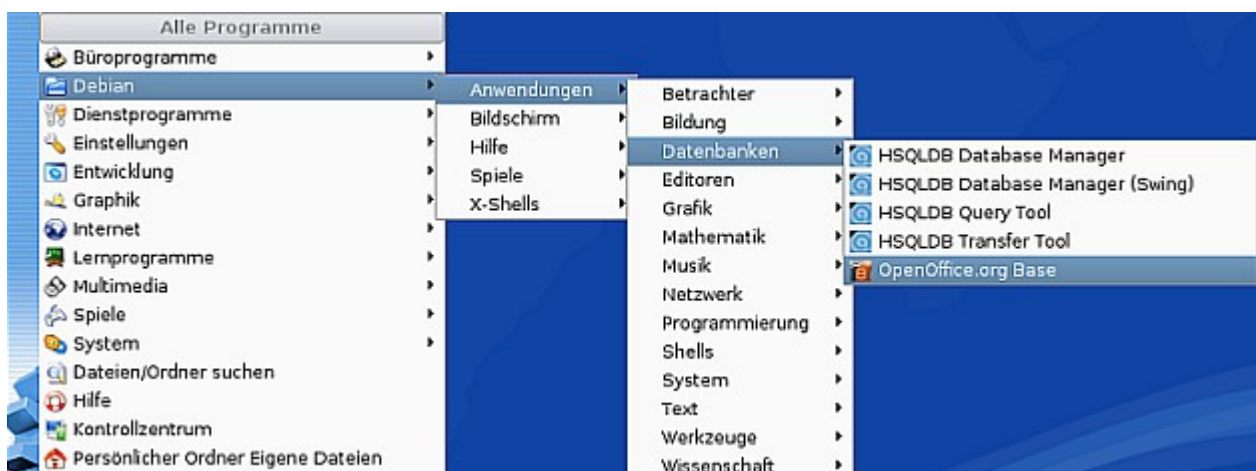 Alle Programme
Büroprogramme
Debian
Dienstprogramme
Einstellungen
Entwicklung
Graphik
Internet
Lernprogramme
Multimedia
Spiele
System
Dateien/Ordner suchen
Hilfe
Kontrollzentrum
Persönlicher Ordner Eigene Dateien
Anwendungen
Bildschirm
Hilfe
Spiele
X-Shells
Betrachter
Bildung
Datenbanken
Editoren
Grafik
Mathematik
Musik
Netzwerk
Programmierung
Shells
System
Text
Werkzeuge
Wissenschaft
HSQLDB Database Manager
HSQLDB Database Manager (Swing)
HSQLDB Query Tool
HSQLDB Transfer Tool
OpenOffice.org Base